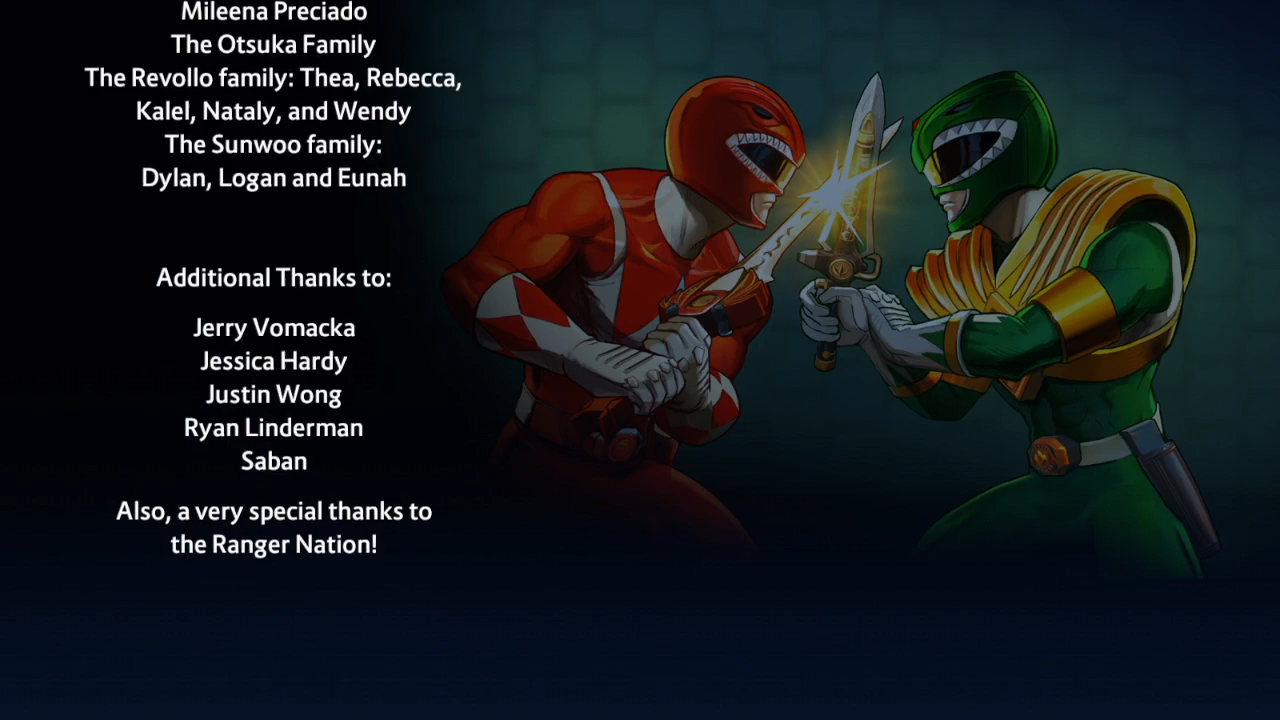 Mileena Preciado
The Otsuka Family
The Revollo family: Thea, Rebecca,
Kalel, Nataly, and Wendy
The Sunwoo family:
Dylan, Logan and Eunah
Additional Thanks to:
Jerry Vomacka
Jessica Hardy
Justin Wong
Ryan Linderman
Saban
Also, a very special thanks to
the Ranger Nation!